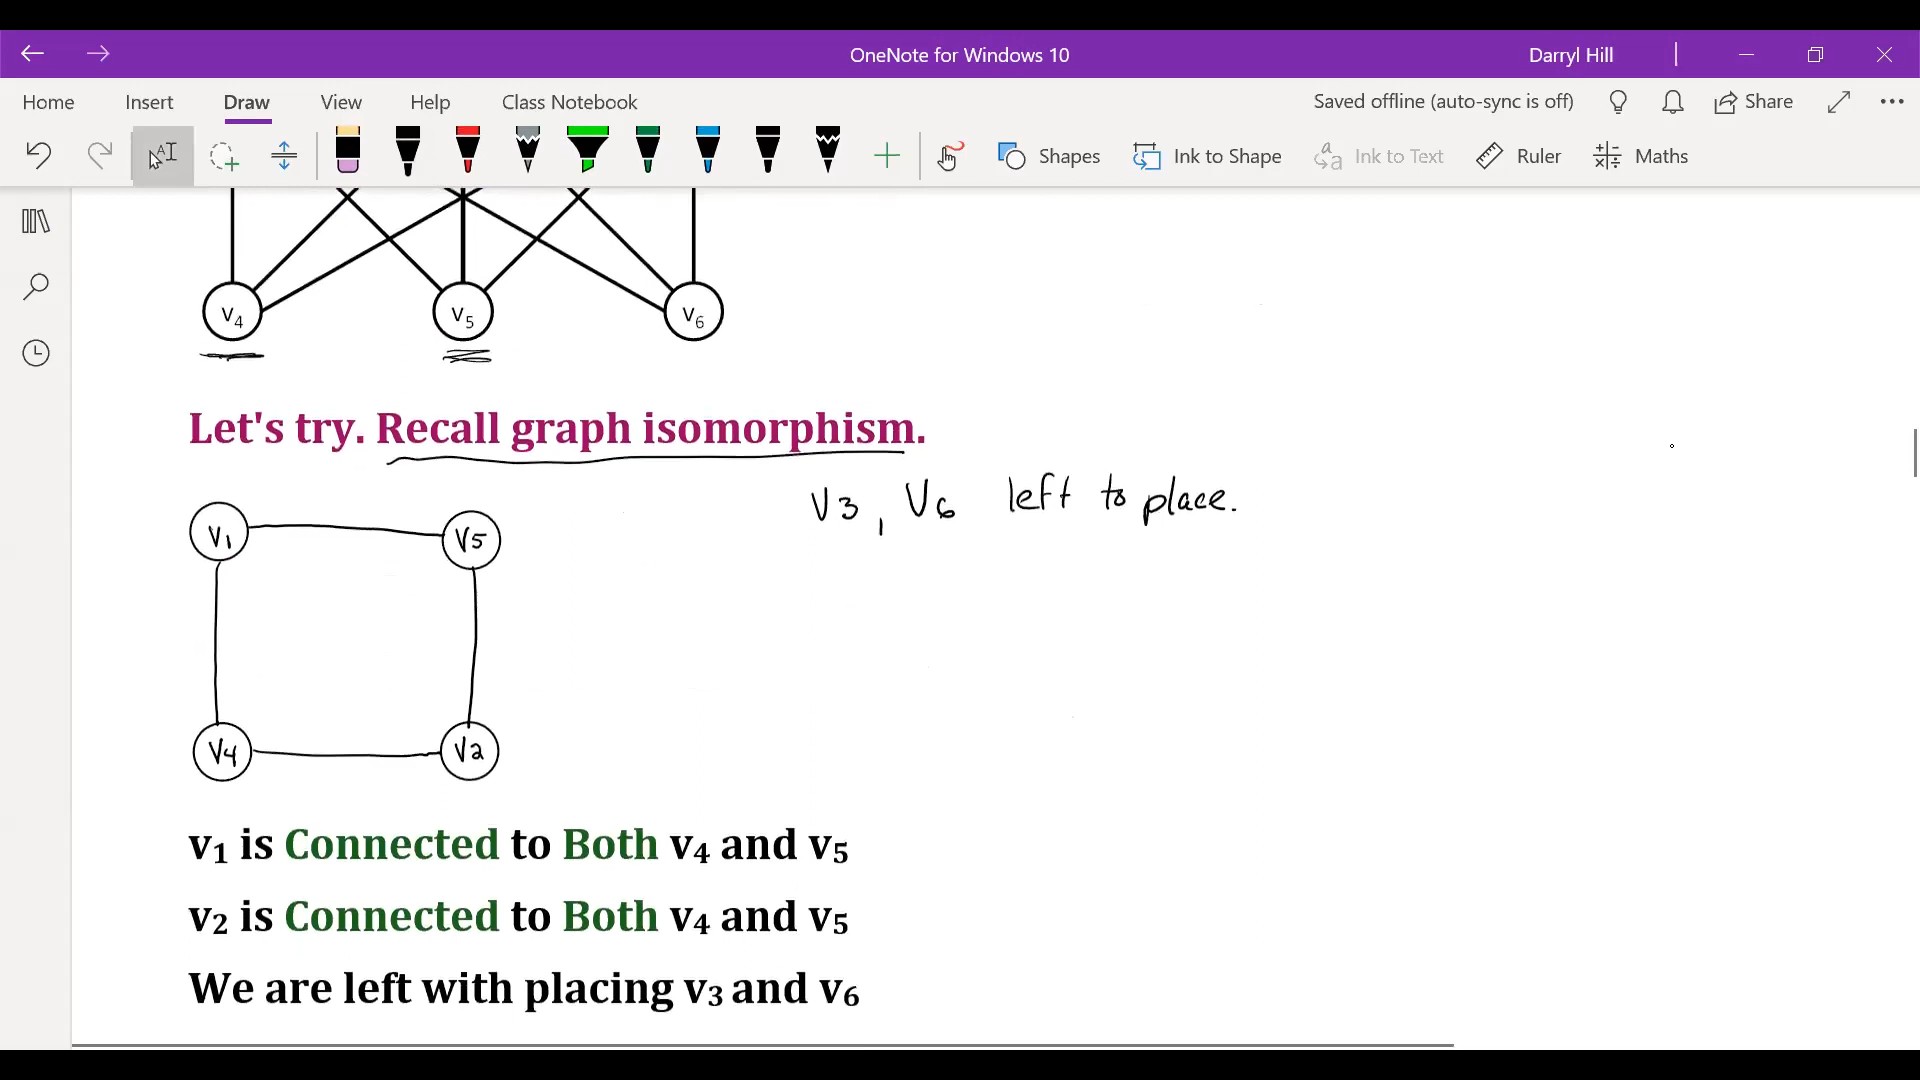 OneNote for Windows 10
Darryl Hill
Home Insert Draw View Help Class Notebook
Saved offline (auto-sync is off) Share
Shapes Ink to Shape Ink to Text Ruler Maths
v4 v5 v6
Let's try. Recall graph isomorphism.
V3, V6 left to place.
V1 V5
V4 V2
v1 is Connected to Both v4 and v5
v2 is Connected to Both v4 and v5
We are left with placing v3 and v6